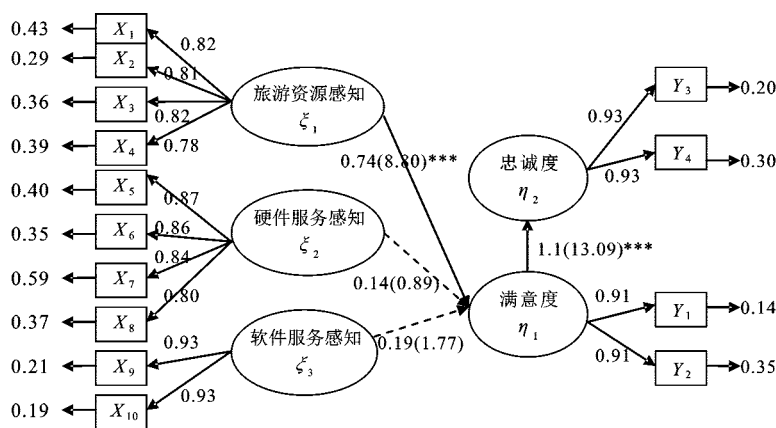 0.43 X₁ 0.82
0.29 X₂ 0.81
0.36 X₃ 0.82
0.39 X₄ 0.78
旅游资源感知
ξ₁
0.40 X₅ 0.87
0.35 X₆ 0.86
0.59 X₇ 0.84
0.37 X₈ 0.80
硬件服务感知
ξ₂
0.21 X₉ 0.93
0.19 X₁₀ 0.93
软件服务感知
ξ₃
0.74(8.80)***
0.14(0.89)
0.19(1.77)
忠诚度
η₂
0.93 Y₃ 0.20
0.93 Y₄ 0.30
1.1(13.09)***
满意度
η₁
0.91 Y₁ 0.14
0.91 Y₂ 0.35